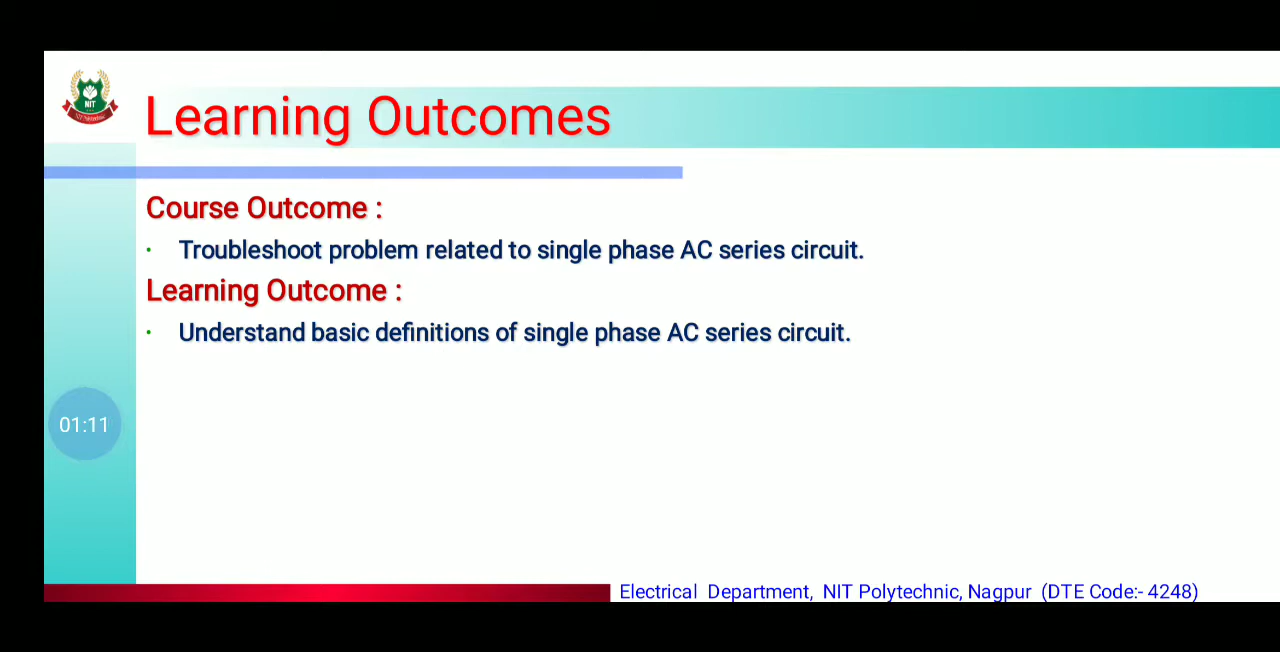 NIT
Learning Outcomes
Course Outcome :
• Troubleshoot problem related to single phase AC series circuit.
Learning Outcome :
• Understand basic definitions of single phase AC series circuit.
01:11
Electrical Department, NIT Polytechnic, Nagpur (DTE Code:- 4248)